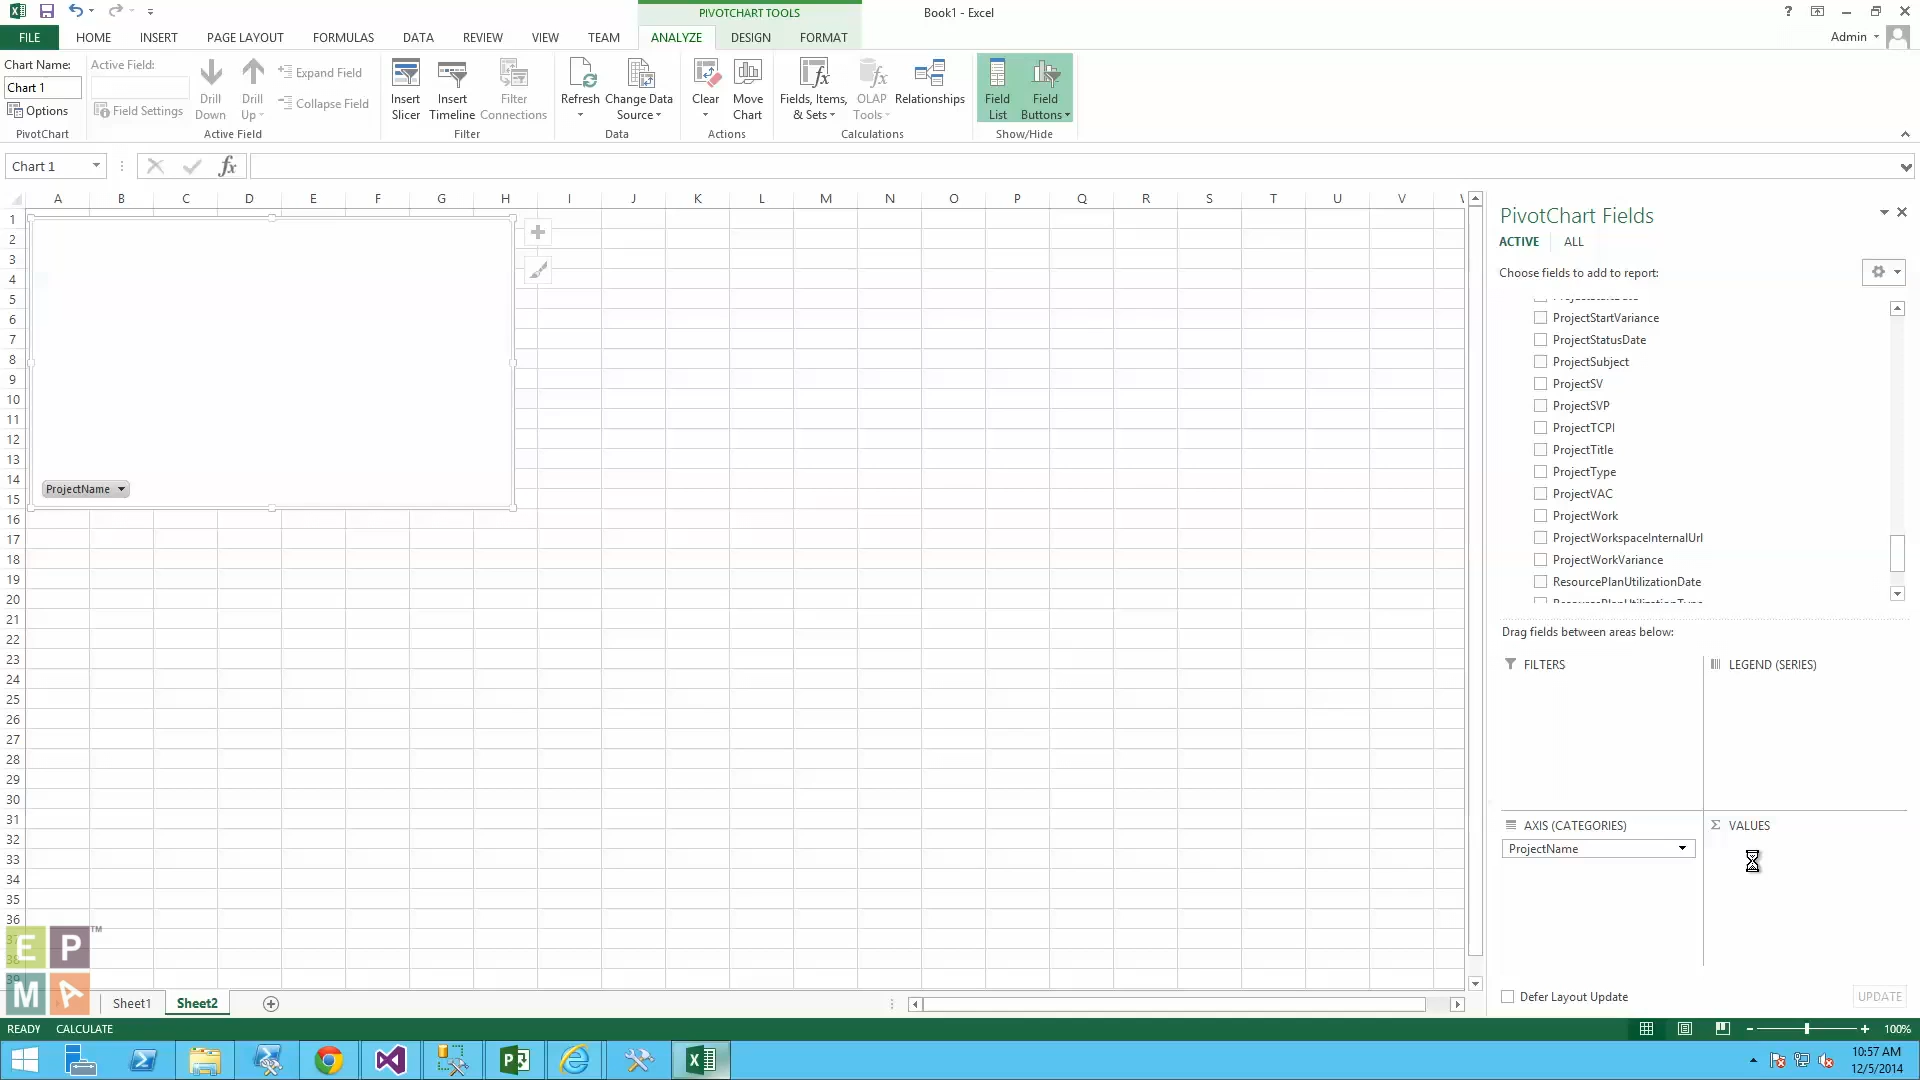 PIVOTCHART TOOLS
Book1 - Excel
FILE HOME INSERT PAGE LAYOUT FORMULAS DATA REVIEW VIEW TEAM ANALYZE DESIGN FORMAT
Admin
Chart Name:
Chart 1
Options
PivotChart
Active Field:
Field Settings
Drill
Down
Drill
Up
Expand Field
Collapse Field
Active Field
Insert
Slicer
Insert
Timeline
Filter
Connections
Filter
Refresh
Change Data
Source
Data
Clear
Move
Chart
Actions
Fields, Items,
& Sets
OLAP
Tools
Relationships
Calculations
Field
List
Field
Buttons
Show/Hide
Chart 1
fx
A B C D E F G H I J K L M N O P Q R S T U V
1
2
3
4
5
6
7
8
9
10
11
12
13
14
15
16
17
18
19
20
21
22
23
24
25
26
27
28
29
30
31
32
33
34
35
36
ProjectName
PivotChart Fields
ACTIVE ALL
Choose fields to add to report:
ProjectStartVariance
ProjectStatusDate
ProjectSubject
ProjectSV
ProjectSVP
ProjectTCPI
ProjectTitle
ProjectType
ProjectVAC
ProjectWork
ProjectWorkspaceInternalUrl
ProjectWorkVariance
ResourcePlanUtilizationDate
Drag fields between areas below:
FILTERS
LEGEND (SERIES)
AXIS (CATEGORIES)
ProjectName
VALUES
Defer Layout Update
UPDATE
E P TM
M A
Sheet1 Sheet2
READY CALCULATE
100%
10:57 AM
12/5/2014